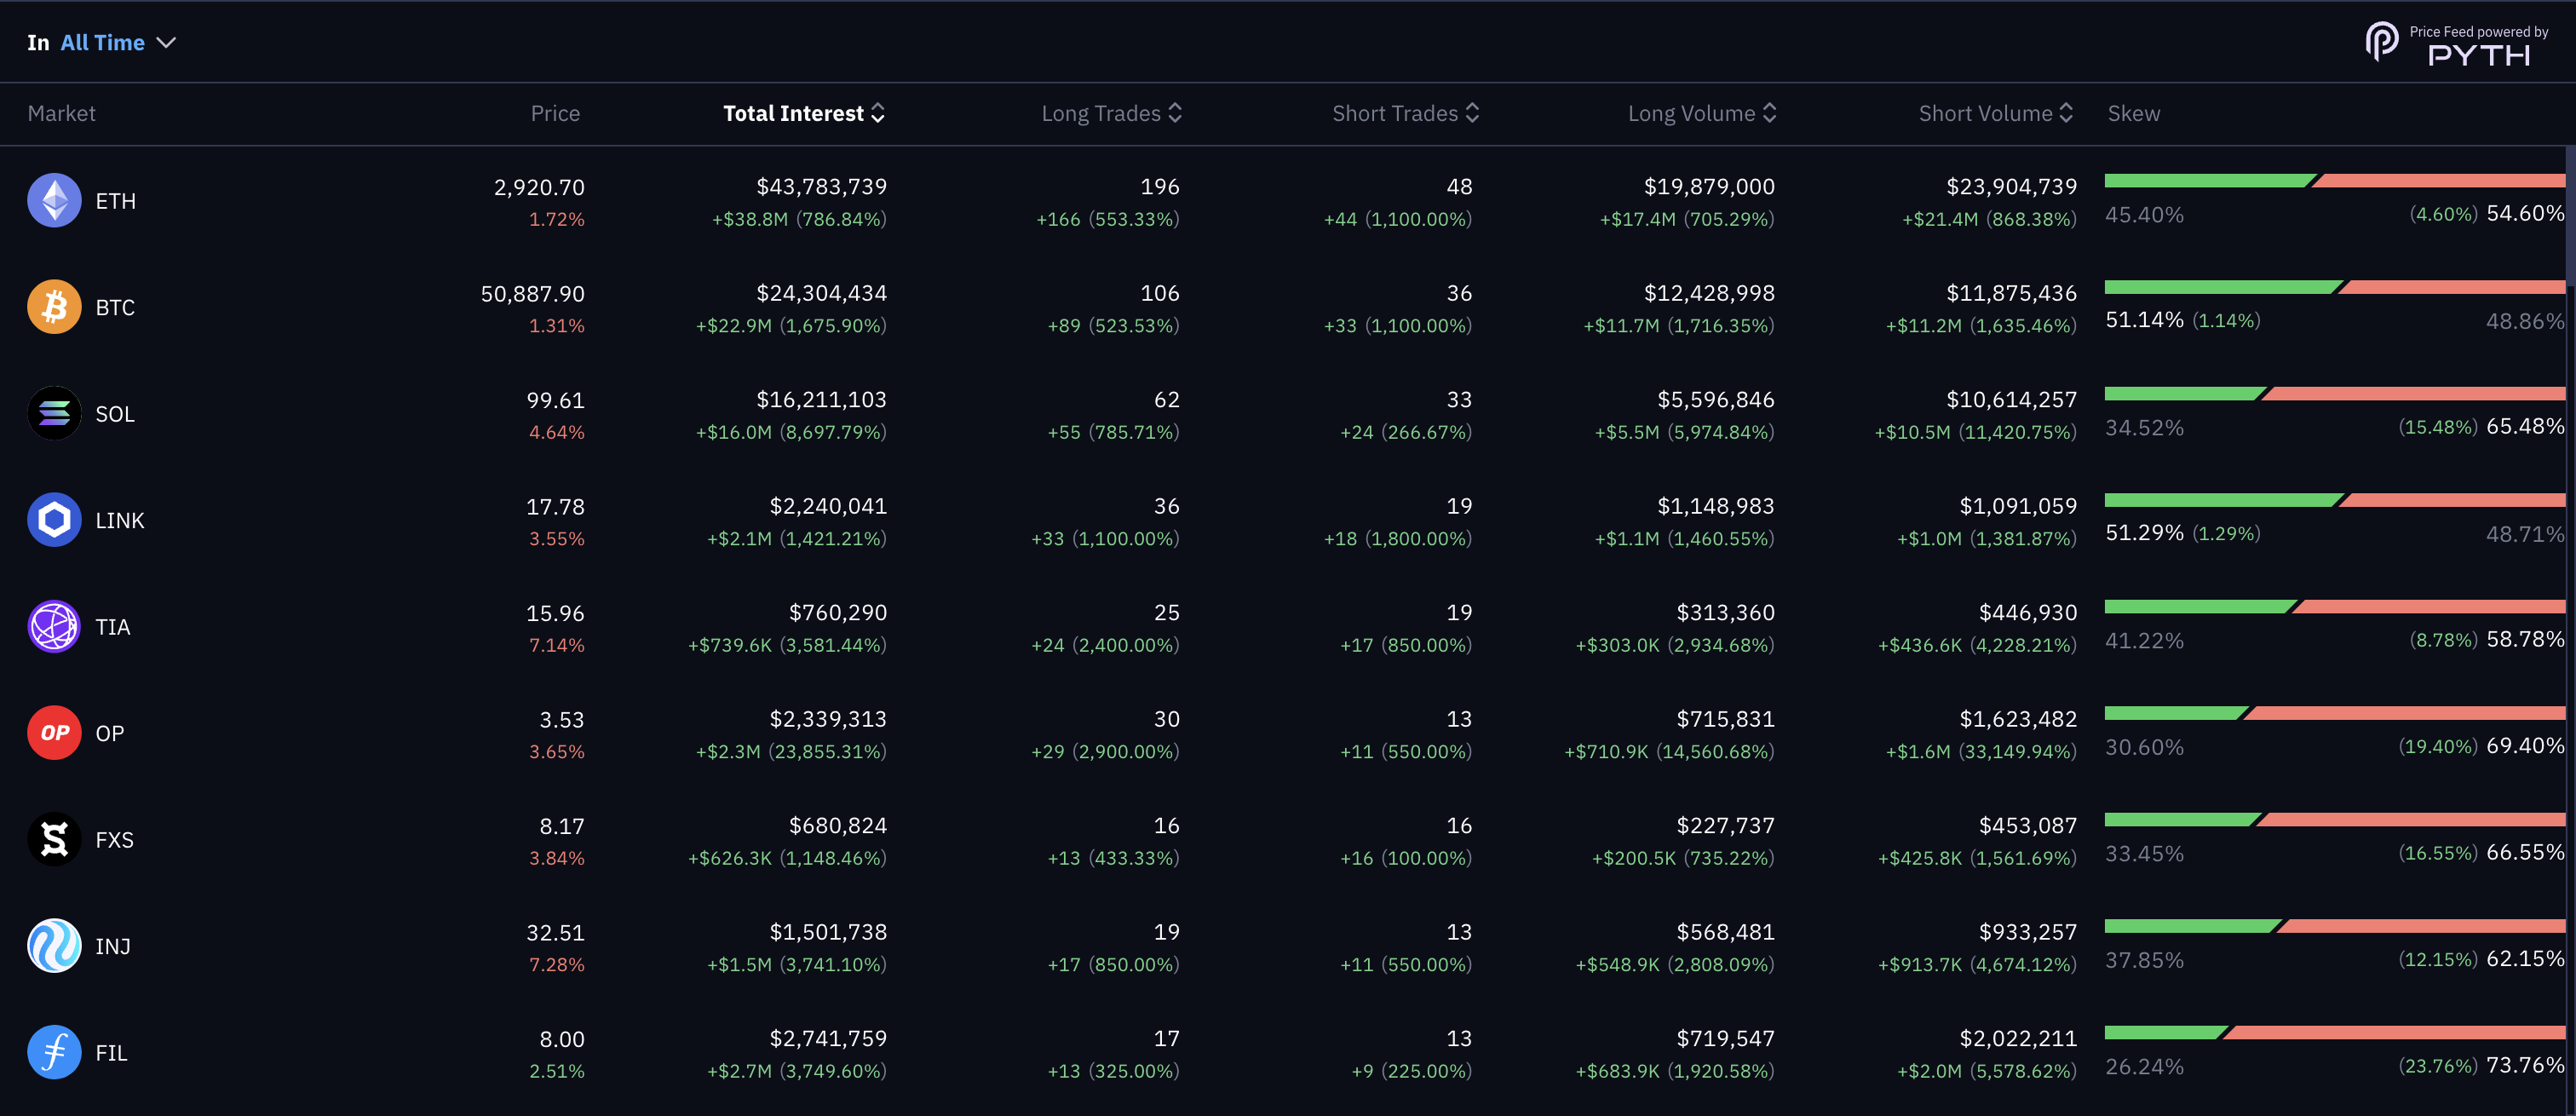 In All Time
Price Feed powered by
PYTH
Market Price Total Interest Long Trades Short Trades Long Volume Short Volume Skew
ETH 2,920.70 $43,783,739 196 48 $19,879,000 $23,904,739
1.72% +$38.8M (786.84%) +166 (553.33%) +44 (1,100.00%) +$17.4M (705.29%) +$21.4M (868.38%) 45.40% (4.60%) 54.60%
BTC 50,887.90 $24,304,434 106 36 $12,428,998 $11,875,436
1.31% +$22.9M (1,675.90%) +89 (523.53%) +33 (1,100.00%) +$11.7M (1,716.35%) +$11.2M (1,635.46%) 51.14% (1.14%) 48.86%
SOL 99.61 $16,211,103 62 33 $5,596,846 $10,614,257
4.64% +$16.0M (8,697.79%) +55 (785.71%) +24 (266.67%) +$5.5M (5,974.84%) +$10.5M (11,420.75%) 34.52% (15.48%) 65.48%
LINK 17.78 $2,240,041 36 19 $1,148,983 $1,091,059
3.55% +$2.1M (1,421.21%) +33 (1,100.00%) +18 (1,800.00%) +$1.1M (1,460.55%) +$1.0M (1,381.87%) 51.29% (1.29%) 48.71%
TIA 15.96 $760,290 25 19 $313,360 $446,930
7.14% +$739.6K (3,581.44%) +24 (2,400.00%) +17 (850.00%) +$303.0K (2,934.68%) +$436.6K (4,228.21%) 41.22% (8.78%) 58.78%
OP OP 3.53 $2,339,313 30 13 $715,831 $1,623,482
3.65% +$2.3M (23,855.31%) +29 (2,900.00%) +11 (550.00%) +$710.9K (14,560.68%) +$1.6M (33,149.94%) 30.60% (19.40%) 69.40%
FXS 8.17 $680,824 16 16 $227,737 $453,087
3.84% +$626.3K (1,148.46%) +13 (433.33%) +16 (100.00%) +$200.5K (735.22%) +$425.8K (1,561.69%) 33.45% (16.55%) 66.55%
INJ 32.51 $1,501,738 19 13 $568,481 $933,257
7.28% +$1.5M (3,741.10%) +17 (850.00%) +11 (550.00%) +$548.9K (2,808.09%) +$913.7K (4,674.12%) 37.85% (12.15%) 62.15%
FIL 8.00 $2,741,759 17 13 $719,547 $2,022,211
2.51% +$2.7M (3,749.60%) +13 (325.00%) +9 (225.00%) +$683.9K (1,920.58%) +$2.0M (5,578.62%) 26.24% (23.76%) 73.76%